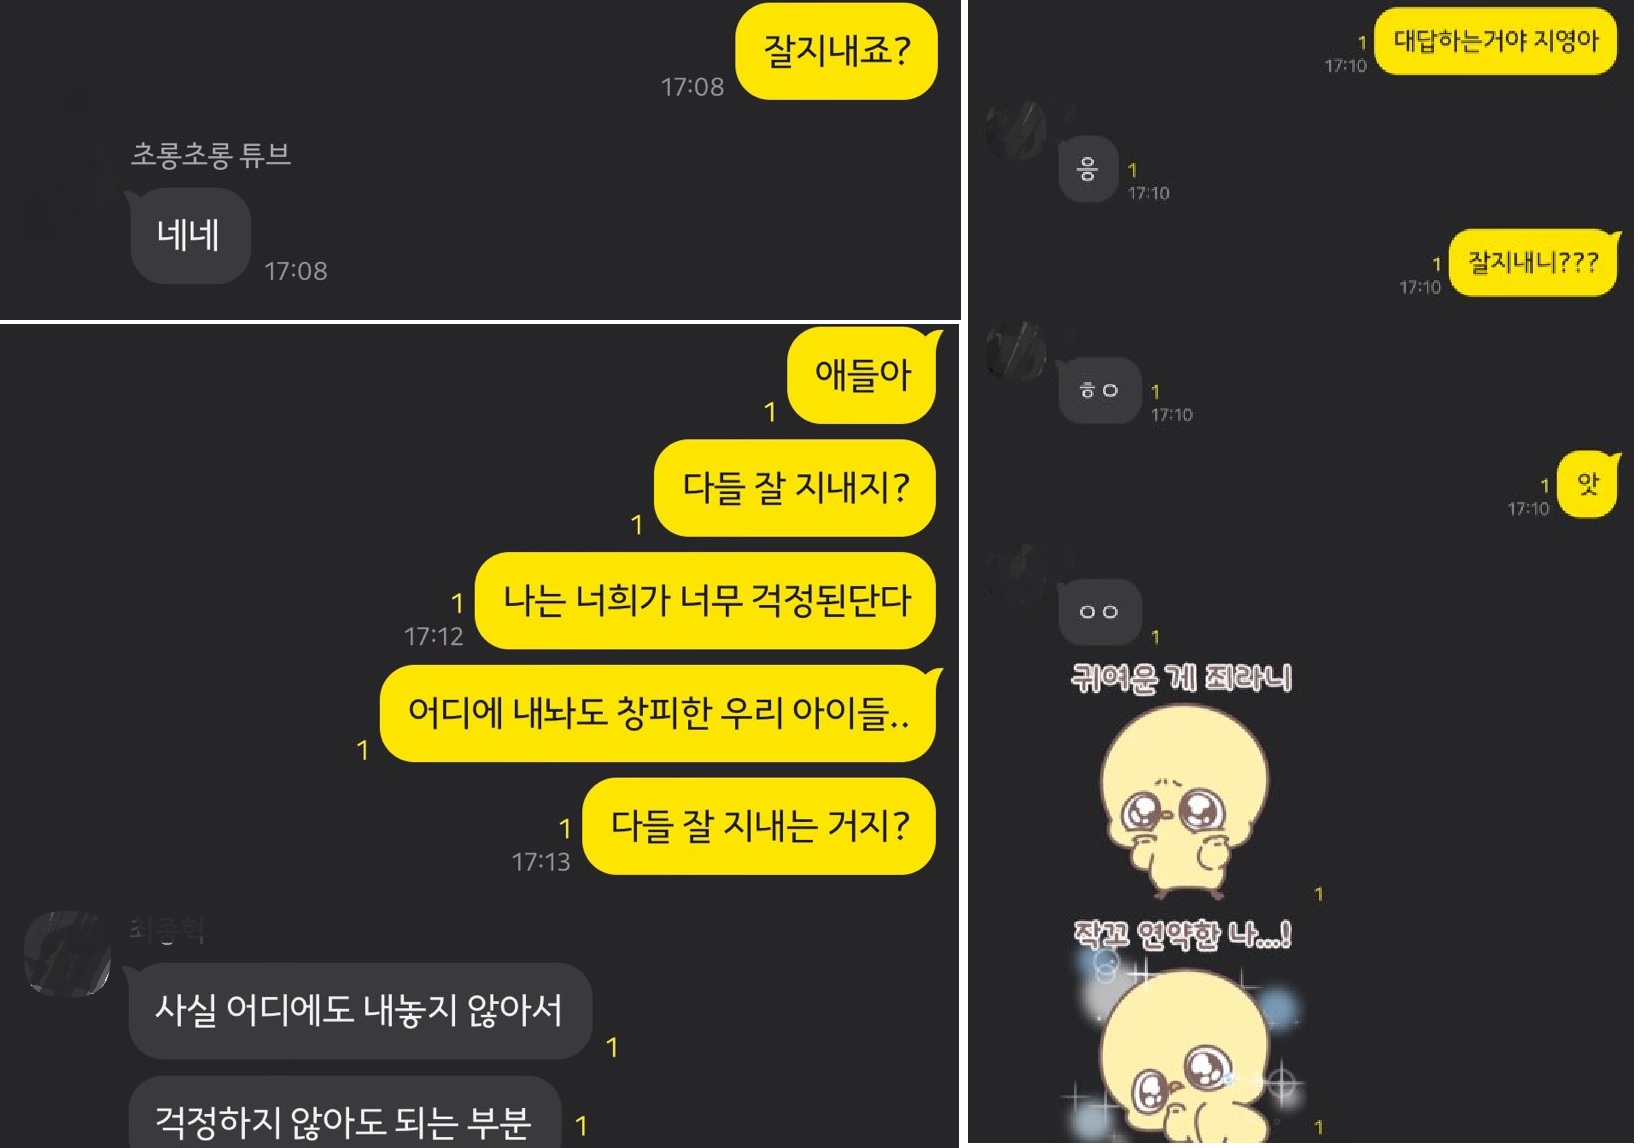 잘지내죠?
17:08
초롱초롱 튜브
네네
17:08
애들아
1
다들 잘 지내지?
1
나는 너희가 너무 걱정된단다
1
17:12
어디에 내놔도 창피한 우리 아이들..
1
다들 잘 지내는 거지?
1
17:13
최종혁
사실 어디에도 내놓지 않아서
1
걱정하지 않아도 되는 부분
1
대답하는거야 지영아
1
17:10
응
1
17:10
잘지내니???
1
17:10
ㅎㅇ
1
17:10
앗
1
17:10
ㅇㅇ
1
귀여운 게 죄라니
1
작꼬 연약한 나...!
1